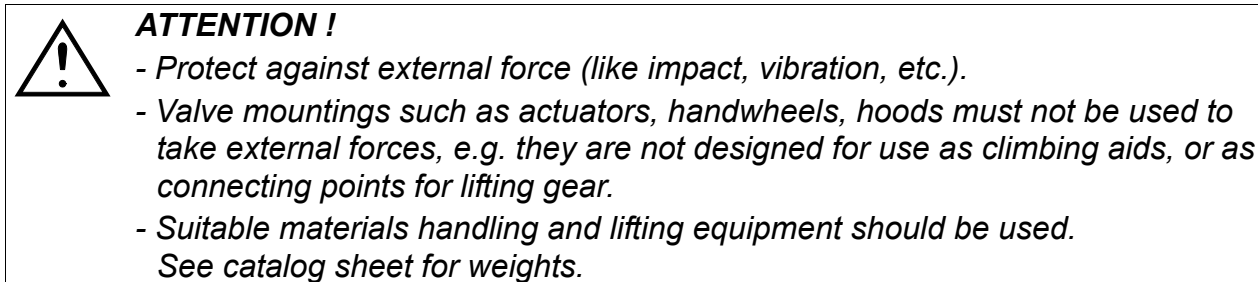 ATTENTION !
- Protect against external force (like impact, vibration, etc.).
- Valve mountings such as actuators, handwheels, hoods must not be used to
take external forces, e.g. they are not designed for use as climbing aids, or as
connecting points for lifting gear.
- Suitable materials handling and lifting equipment should be used.
See catalog sheet for weights.